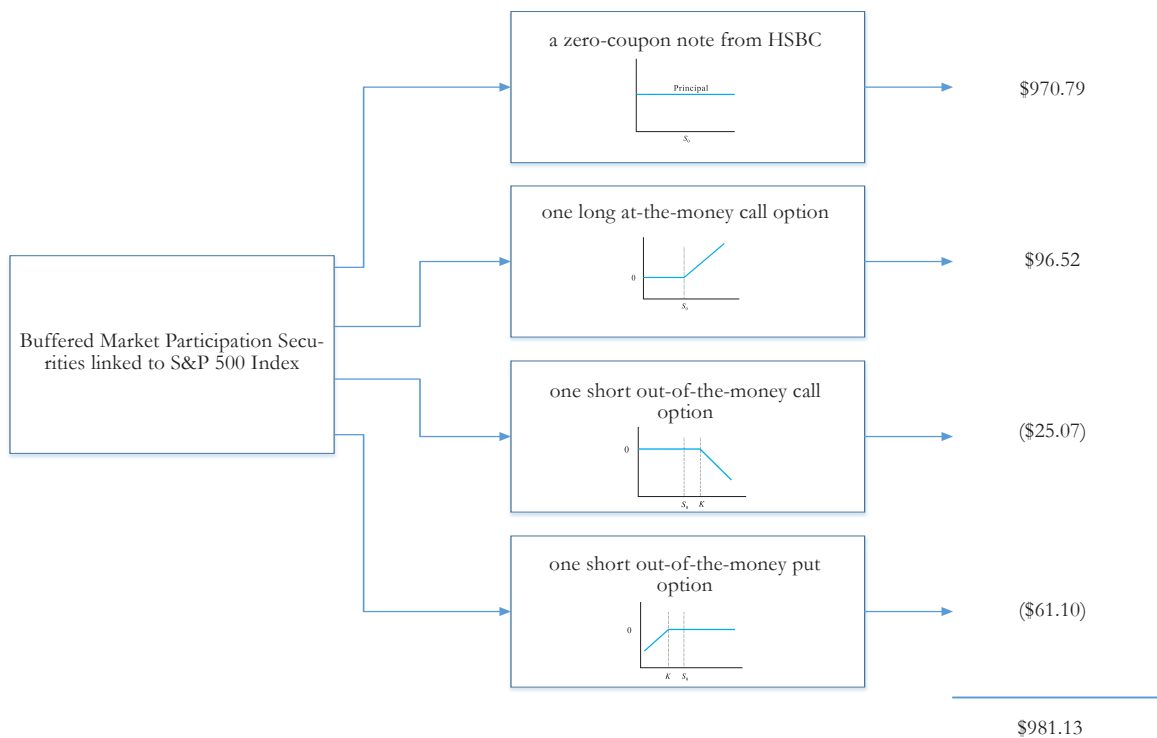 a zero-coupon note from HSBC
Principal
S₀
$970.79
one long at-the-money call option
0
S₀
$96.52
Buffered Market Participation Secu-
rities linked to S&P 500 Index
one short out-of-the-money call
option
0
S₀ K
($25.07)
one short out-of-the-money put
option
0
K S₀
($61.10)
$981.13